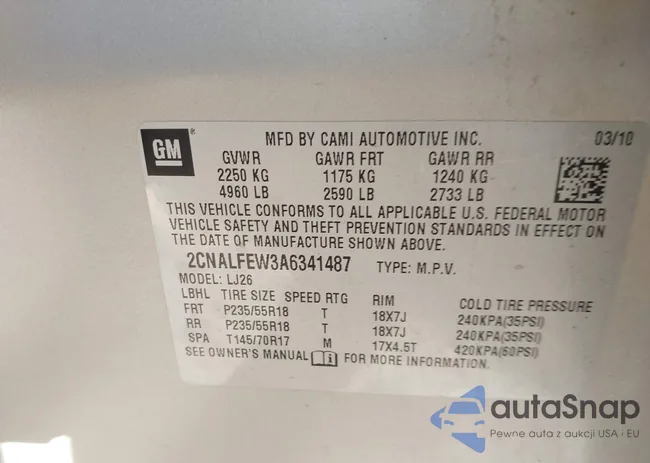 GM ® MFD BY CAMI AUTOMOTIVE INC. 03/10
GVWR GAWR FRT GAWR RR
2250 KG 1175 KG 1240 KG
4960 LB 2590 LB 2733 LB
THIS VEHICLE CONFORMS TO ALL APPLICABLE U.S. FEDERAL MOTOR
VEHICLE SAFETY AND THEFT PREVENTION STANDARDS IN EFFECT ON
THE DATE OF MANUFACTURE SHOWN ABOVE.
2CNALFEW3A6341487 TYPE: M.P.V.
MODEL: LJ26
LBHL TIRE SIZE SPEED RTG RIM COLD TIRE PRESSURE
FRT P235/55R18 T 18X7J 240KPA(35PSI)
RR P235/55R18 T 18X7J 240KPA(35PSI)
SPA T145/70R17 M 17X4.5T 420KPA(60PSI)
SEE OWNER'S MANUAL i FOR MORE INFORMATION.
autaSnap
Pewne auta z aukcji USA i EU